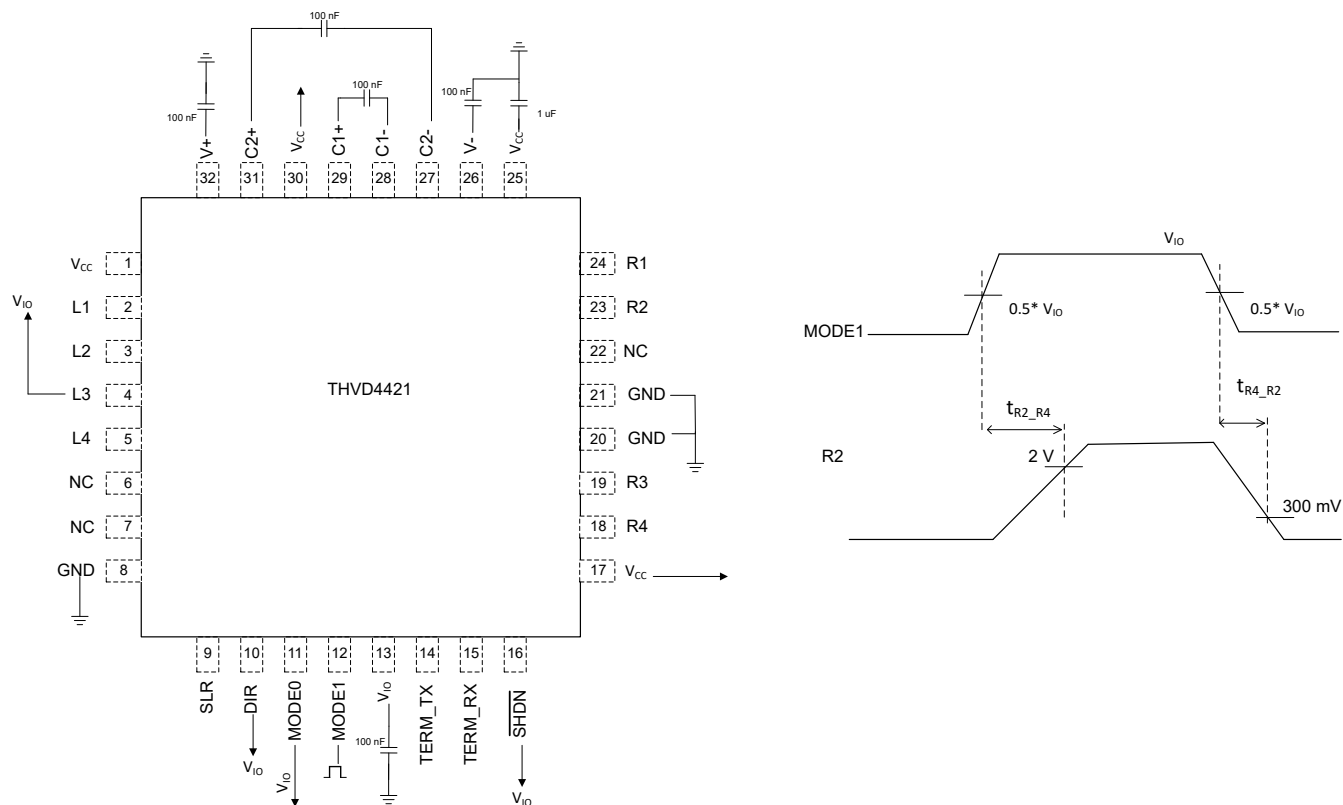 100 nF
100 nF
100 nF
100 nF
1 uF
V+
C2+
VCC
C1+
C1-
C2-
V-
VCC
32
31
30
29
28
27
26
25
VCC
1
VIO
L1
2
L2
3
L3
4
L4
5
NC
6
NC
7
GND
8
THVD4421
24
R1
23
R2
22
NC
21
GND
20
GND
19
R3
18
R4
17
VCC
9
10
11
12
13
14
15
16
SLR
DIR
MODE0
MODE1
VIO
TERM_TX
TERM_RX
SHDN
VIO
VIO
100 nF
VIO
VIO
0.5* VIO
0.5* VIO
MODE1
tR2_R4
tR4_R2
R2
2 V
300 mV